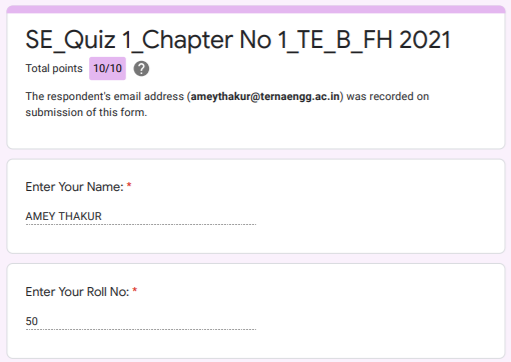 SE_Quiz 1_Chapter No 1_TE_B_FH 2021
Total points 10/10 ?
The respondent's email address (ameythakur@ternaengg.ac.in) was recorded on
submission of this form.
Enter Your Name: *
AMEY THAKUR
Enter Your Roll No: *
50